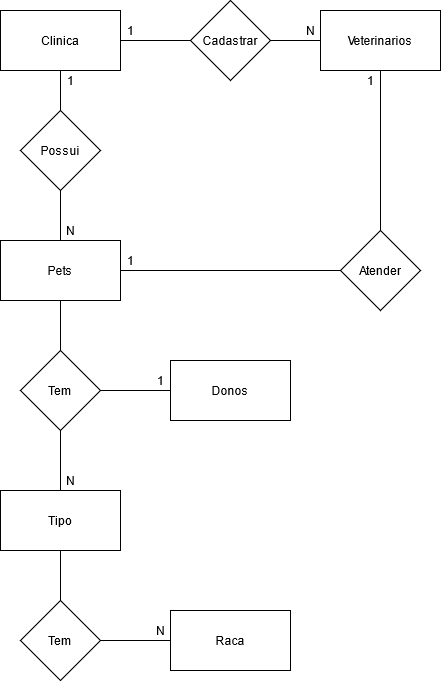 Clinica
1
Cadastrar
N
Veterinarios
1
1
Possui
N
Pets
1
Atender
Tem
1
Donos
N
Tipo
Tem
N
Raca